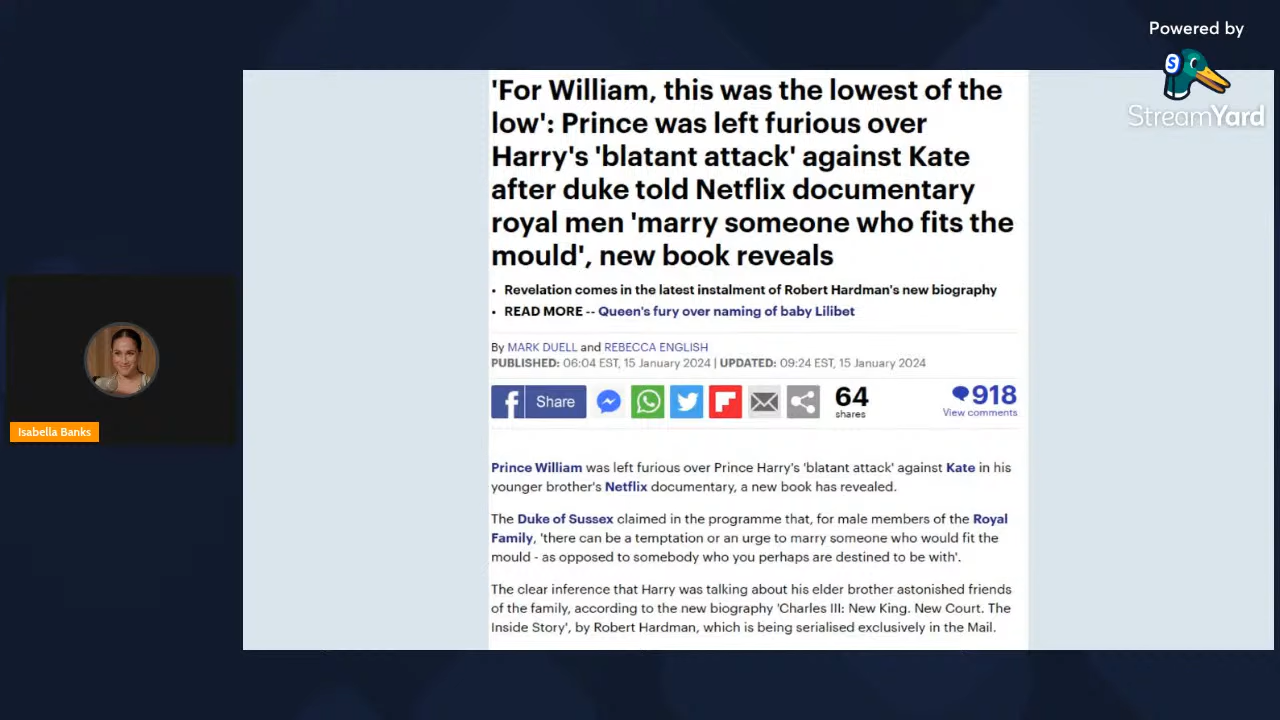 Powered by
StreamYard
'For William, this was the lowest of the
low': Prince was left furious over
Harry's 'blatant attack' against Kate
after duke told Netflix documentary
royal men 'marry someone who fits the
mould', new book reveals
• Revelation comes in the latest instalment of Robert Hardman's new biography
• READ MORE -- Queen's fury over naming of baby Lilibet
By MARK DUELL and REBECCA ENGLISH
PUBLISHED: 06:04 EST, 15 January 2024 | UPDATED: 09:24 EST, 15 January 2024
f Share
64
shares
918
View comments
Prince William was left furious over Prince Harry's 'blatant attack' against Kate in his
younger brother's Netflix documentary, a new book has revealed.
The Duke of Sussex claimed in the programme that, for male members of the Royal
Family, 'there can be a temptation or an urge to marry someone who would fit the
mould - as opposed to somebody who you perhaps are destined to be with'.
The clear inference that Harry was talking about his elder brother astonished friends
of the family, according to the new biography 'Charles III: New King. New Court. The
Inside Story', by Robert Hardman, which is being serialised exclusively in the Mail.
Isabella Banks